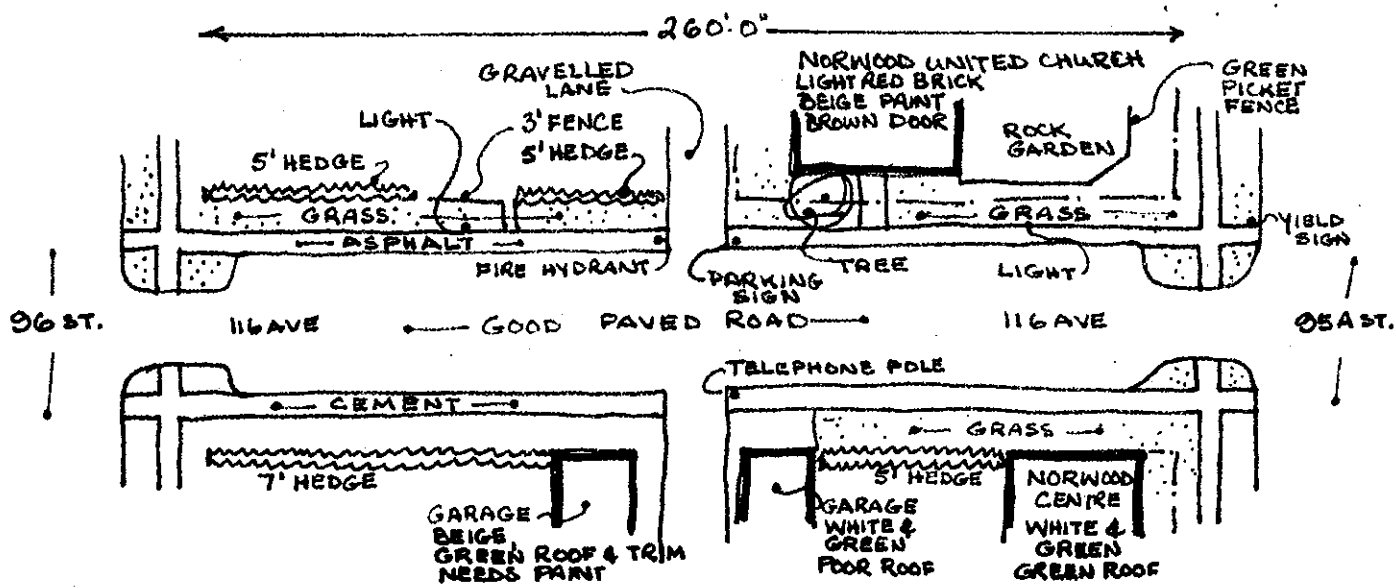 260'.0"
GRAVELLED
LANE
LIGHT
3' FENCE
5' HEDGE
5' HEDGE
GRASS
ASPHALT
FIRE HYDRANT
NORWOOD UNITED CHURCH
LIGHT RED BRICK
BEIGE PAINT
BROWN DOOR
ROCK
GARDEN
GREEN
PICKET
FENCE
GRASS
YIELD
SIGN
PARKING
SIGN
TREE
LIGHT
96 ST.
116 AVE
GOOD PAVED ROAD
116 AVE
95A ST.
TELEPHONE POLE
CEMENT
GRASS
7' HEDGE
5' HEDGE
GARAGE
BEIGE
GREEN ROOF & TRIM
NEEDS PAINT
GARAGE
WHITE &
GREEN
POOR ROOF
NORWOOD
CENTRE
WHITE &
GREEN
GREEN ROOF